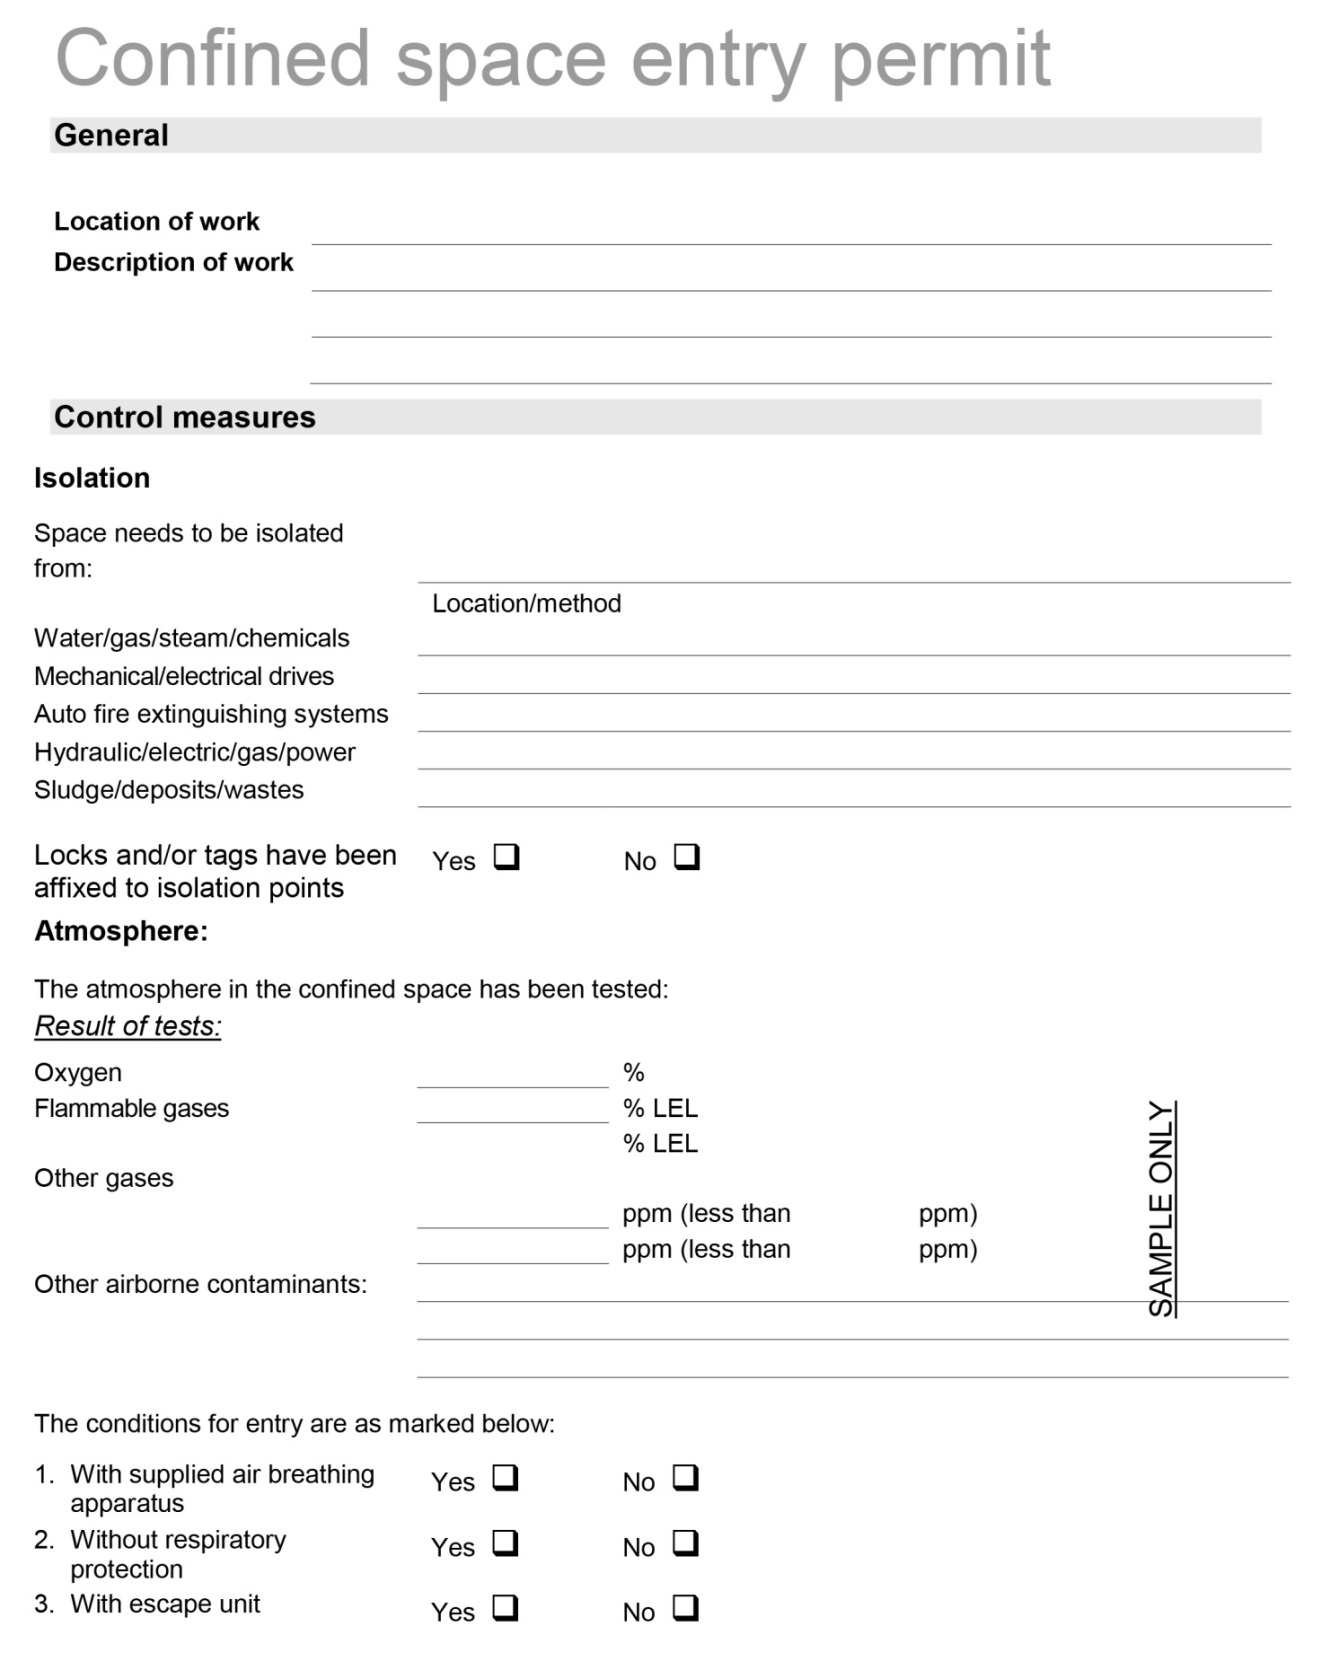 Confined space entry permit
General
Location of work
Description of work
Control measures
Isolation
Space needs to be isolated
from:
Location/method
Water/gas/steam/chemicals
Mechanical/electrical drives
Auto fire extinguishing systems
Hydraulic/electric/gas/power
Sludge/deposits/wastes
Locks and/or tags have been
affixed to isolation points
Yes ❑ No ❑
Atmosphere:
The atmosphere in the confined space has been tested:
Result of tests:
Oxygen %
Flammable gases % LEL
% LEL
Other gases
ppm (less than ppm)
ppm (less than ppm)
Other airborne contaminants:
SAMPLE ONLY
The conditions for entry are as marked below:
1. With supplied air breathing
apparatus
Yes ❑ No ❑
2. Without respiratory
protection
Yes ❑ No ❑
3. With escape unit
Yes ❑ No ❑